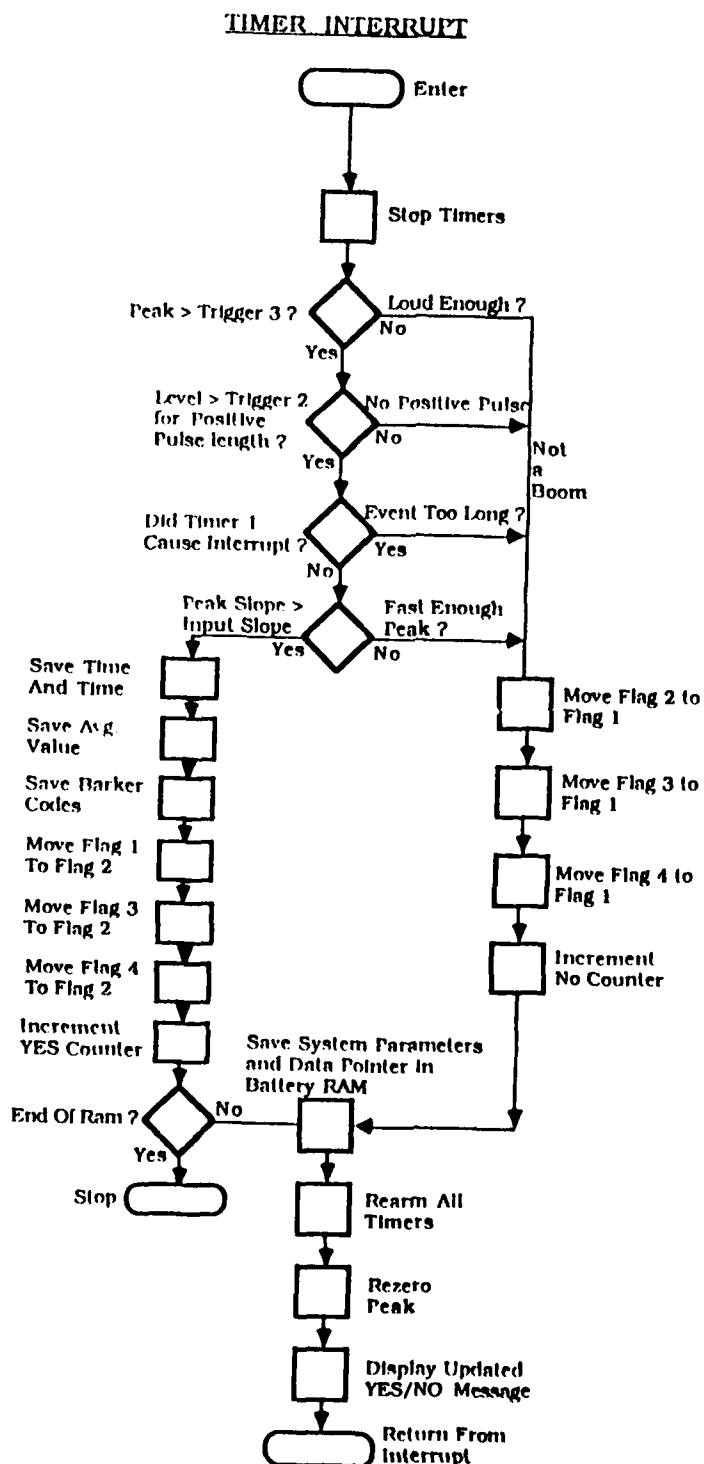 TIMER INTERRUPT
Enter
Stop Timers
Peak > Trigger 3 ?
Loud Enough ?
No
Yes
Level > Trigger 2
for Positive
Pulse length ?
No Positive Pulse
No
Yes
Not
a
Boom
Did Timer 1
Cause Interrupt ?
Event Too Long ?
Yes
No
Peak Slope >
Input Slope
Fast Enough
Peak ?
Yes
No
Save Time
And Time
Save Avg.
Value
Save Barker
Codes
Move Flag 1
To Flag 2
Move Flag 3
To Flag 2
Move Flag 4
To Flag 2
Increment
YES Counter
Move Flag 2 to
Flag 1
Move Flag 3 to
Flag 1
Move Flag 4 to
Flag 1
Increment
No Counter
Save System Parameters
and Data Pointer in
Battery RAM
End Of Ram ?
No
Yes
Stop
Rearm All
Timers
Rezero
Peak
Display Updated
YES/NO Message
Return From
Interrupt